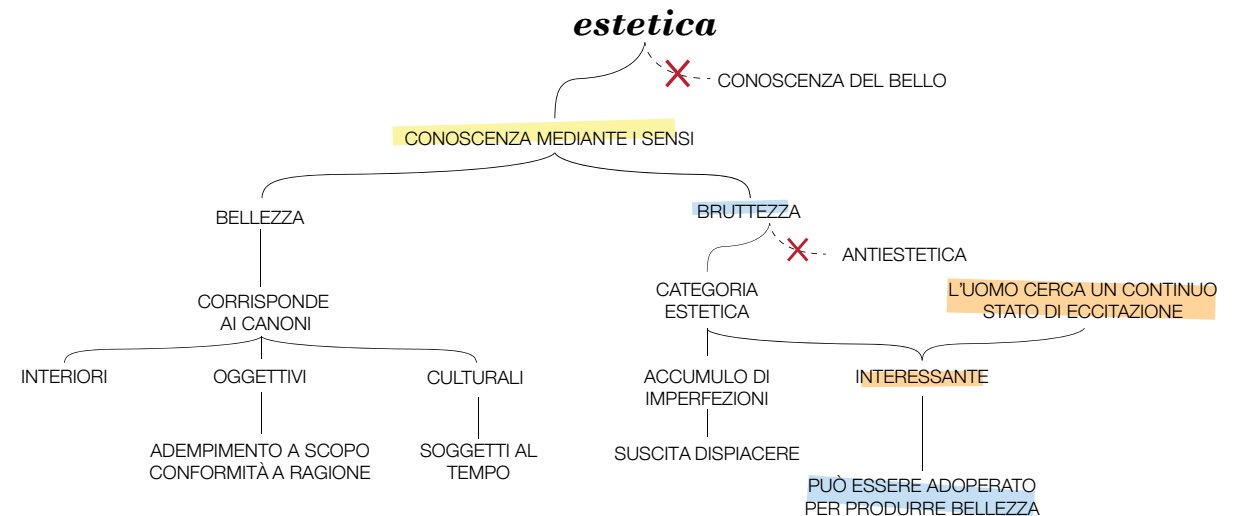 estetica
CONOSCENZA DEL BELLO
CONOSCENZA MEDIANTE I SENSI
BELLEZZA
BRUTTEZZA
ANTIESTETICA
CORRISPONDE
AI CANONI
CATEGORIA
ESTETICA
L'UOMO CERCA UN CONTINUO
STATO DI ECCITAZIONE
INTERIORI
OGGETTIVI
CULTURALI
ACCUMULO DI
IMPERFEZIONI
INTERESSANTE
ADEMPIMENTO A SCOPO
CONFORMITÀ A RAGIONE
SOGGETTI AL
TEMPO
SUSCITA DISPIACERE
PUÒ ESSERE ADOPERATO
PER PRODURRE BELLEZZA